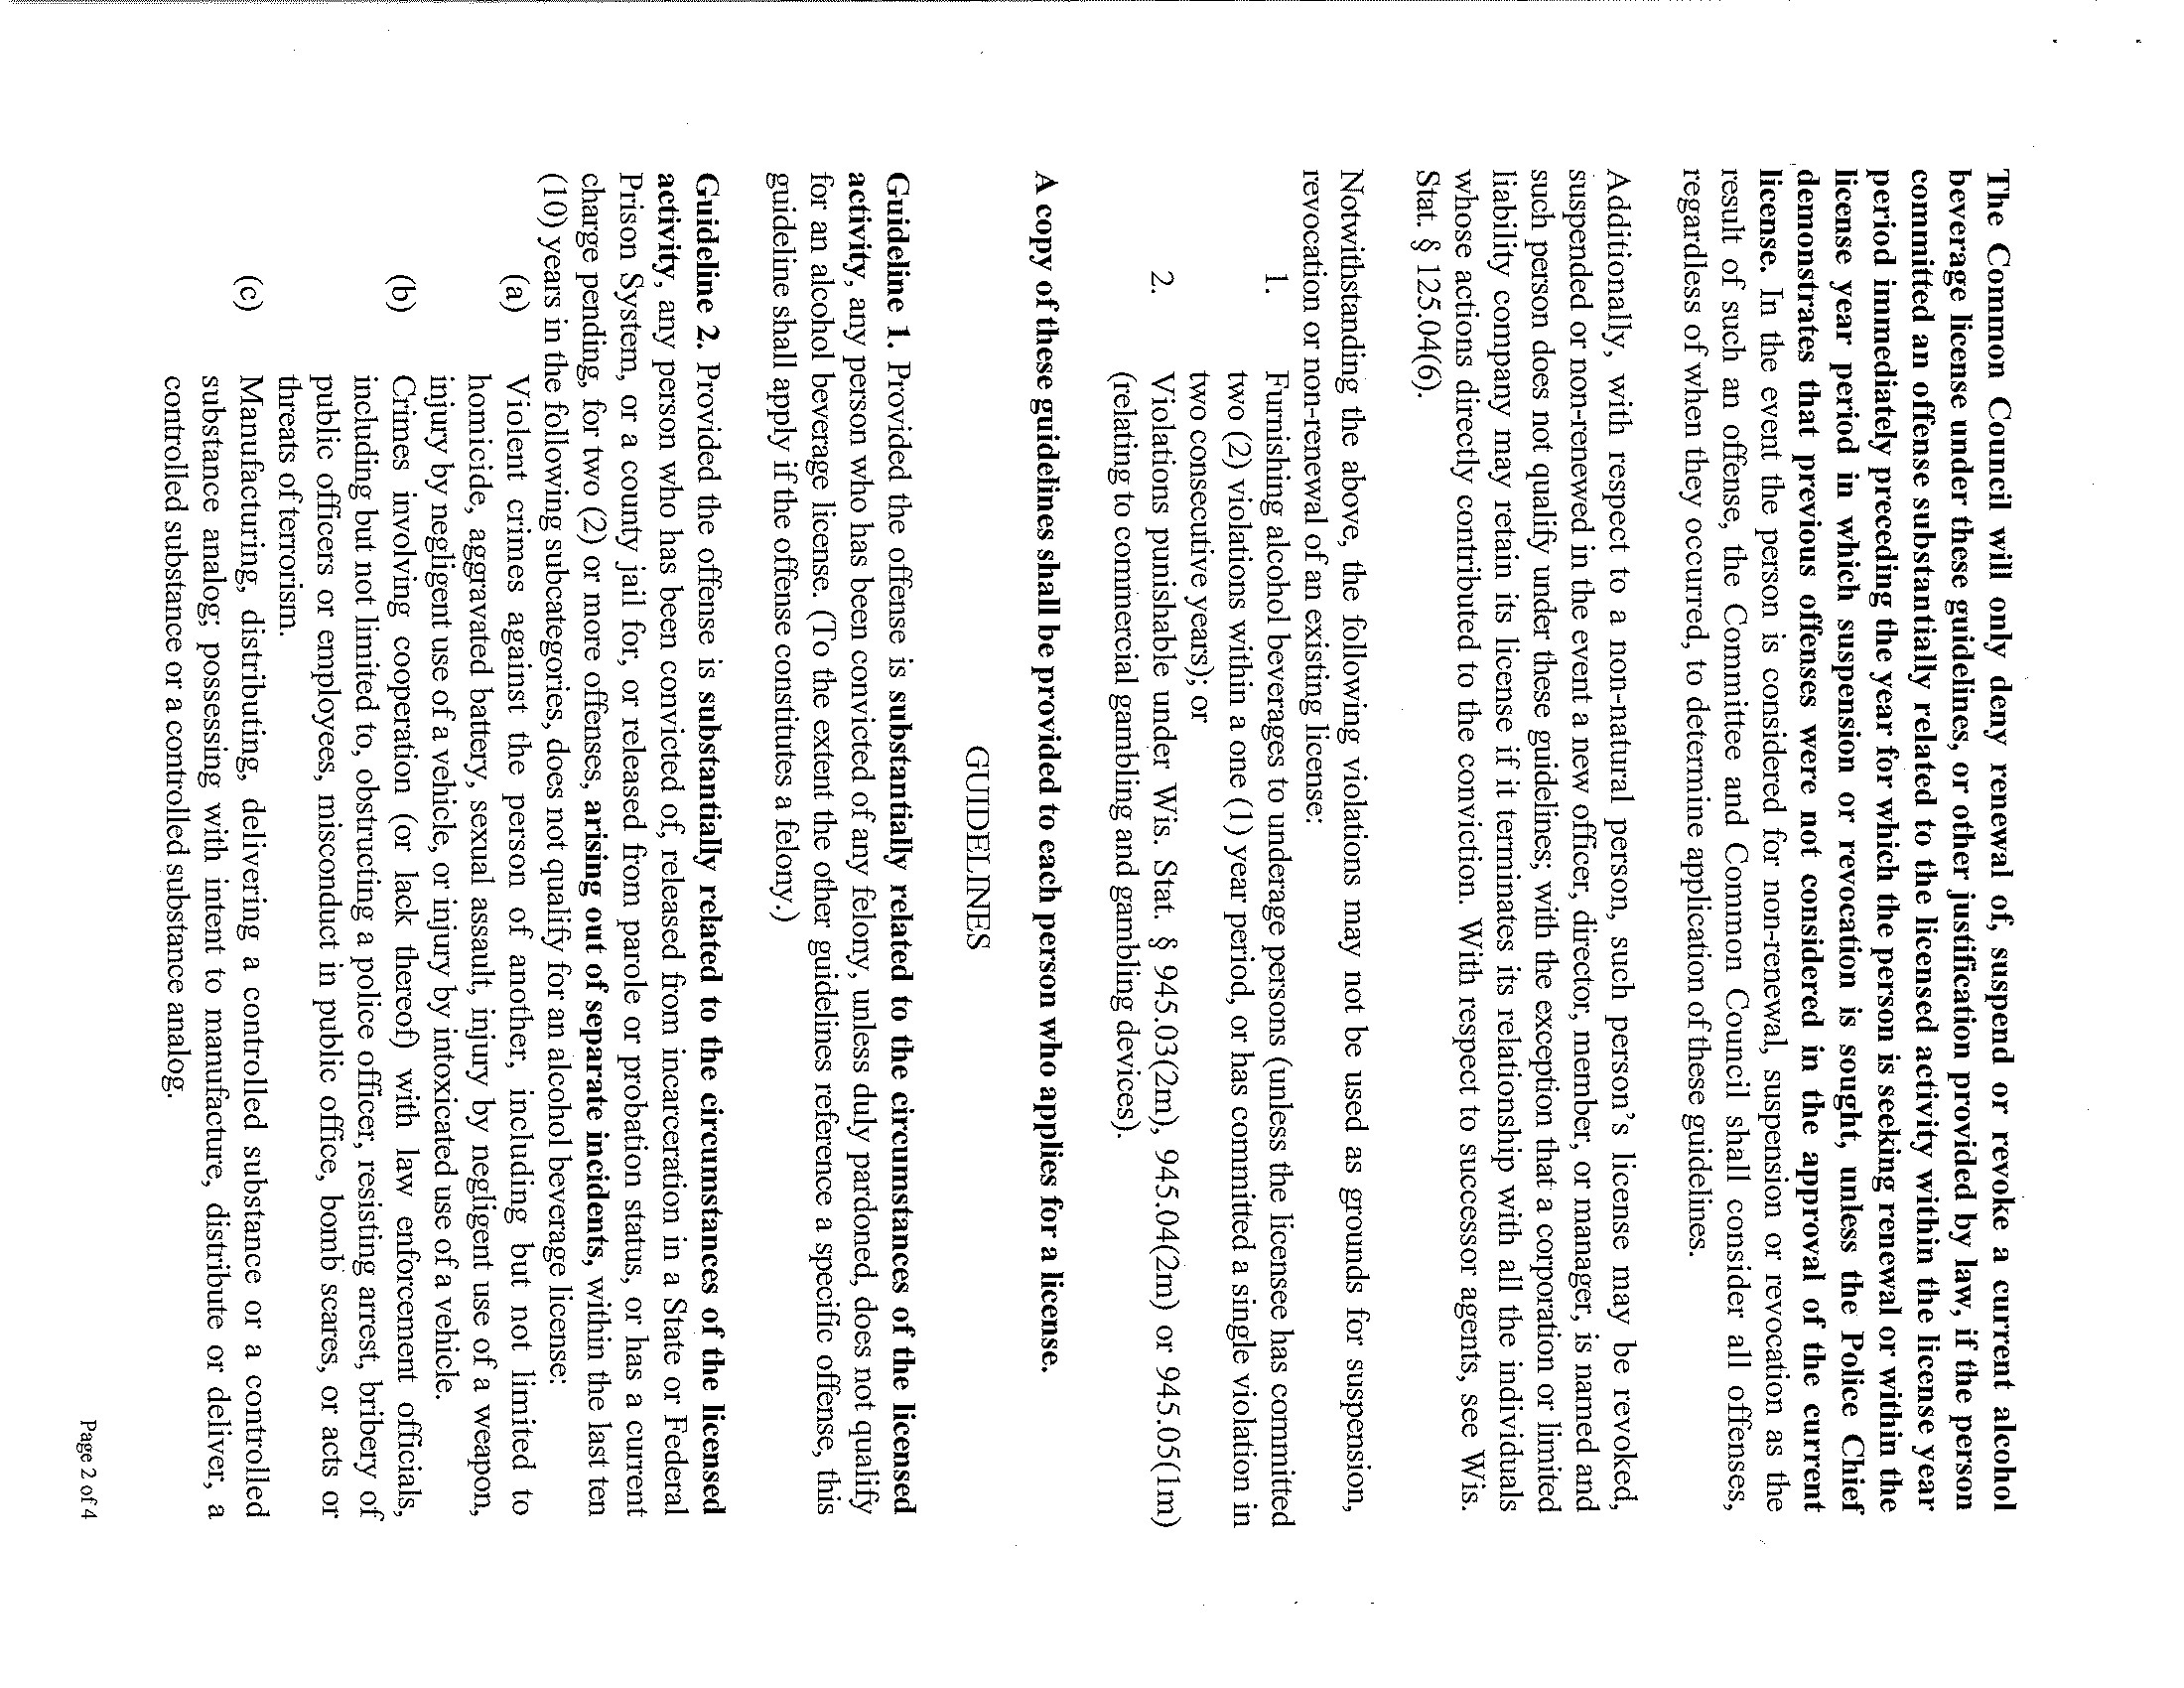 The Common Council will only deny renewal of, suspend or revoke a current alcohol
beverage license under these guidelines, or other justification provided by law, if the person
committed an offense substantially related to the licensed activity within the license year
period immediately preceding the year for which the person is seeking renewal or within the
license year period in which suspension or revocation is sought, unless the Police Chief
demonstrates that previous offenses were not considered in the approval of the current
license. In the event the person is considered for non-renewal, suspension or revocation as the
result of such an offense, the Committee and Common Council shall consider all offenses,
regardless of when they occurred, to determine application of these guidelines.
Additionally, with respect to a non-natural person, such person's license may be revoked,
suspended or non-renewed in the event a new officer, director, member, or manager, is named and
such person does not qualify under these guidelines; with the exception that a corporation or limited
liability company may retain its license if it terminates its relationship with all the individuals
whose actions directly contributed to the conviction. With respect to successor agents, see Wis.
Stat. § 125.04(6).
Notwithstanding the above, the following violations may not be used as grounds for suspension,
revocation or non-renewal of an existing license:
1. Furnishing alcohol beverages to underage persons (unless the licensee has committed
two (2) violations within a one (1) year period, or has committed a single violation in
two consecutive years); or
2. Violations punishable under Wis. Stat. § 945.03(2m), 945.04(2m) or 945.05(1m)
(relating to commercial gambling and gambling devices).
A copy of these guidelines shall be provided to each person who applies for a license.
GUIDELINES
Guideline 1. Provided the offense is substantially related to the circumstances of the licensed
activity, any person who has been convicted of any felony, unless duly pardoned, does not qualify
for an alcohol beverage license. (To the extent the other guidelines reference a specific offense, this
guideline shall apply if the offense constitutes a felony.)
Guideline 2. Provided the offense is substantially related to the circumstances of the licensed
activity, any person who has been convicted of, released from incarceration in a State or Federal
Prison System, or a county jail for, or released from parole or probation status, or has a current
charge pending, for two (2) or more offenses, arising out of separate incidents, within the last ten
(10) years in the following subcategories, does not qualify for an alcohol beverage license:
(a) Violent crimes against the person of another, including but not limited to
homicide, aggravated battery, sexual assault, injury by negligent use of a weapon,
injury by negligent use of a vehicle, or injury by intoxicated use of a vehicle.
(b) Crimes involving cooperation (or lack thereof) with law enforcement officials,
including but not limited to, obstructing a police officer, resisting arrest, bribery of
public officers or employees, misconduct in public office, bomb scares, or acts or
threats of terrorism.
(c) Manufacturing, distributing, delivering a controlled substance or a controlled
substance analog; possessing with intent to manufacture, distribute or deliver, a
controlled substance or a controlled substance analog.
Page 2 of 4